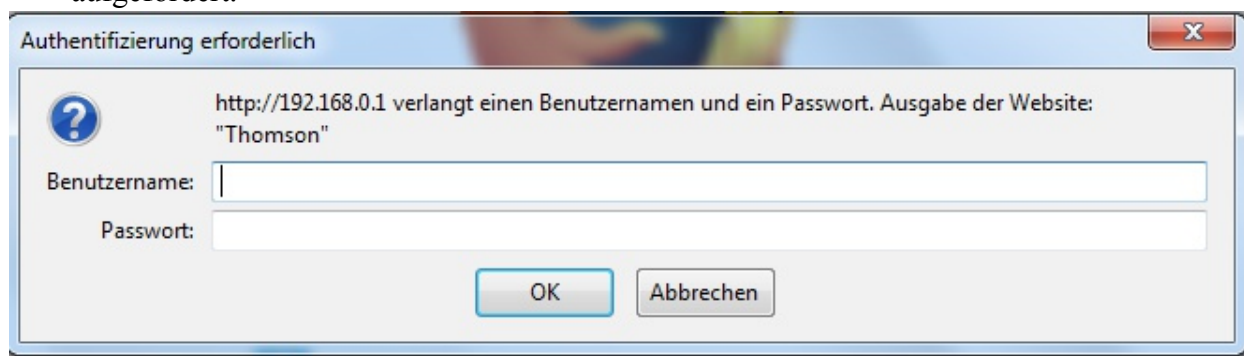 aufgefordert.
Authentifizierung erforderlich
http://192.168.0.1 verlangt einen Benutzernamen und ein Passwort. Ausgabe der Website:
"Thomson"
Benutzername:
Passwort:
OK Abbrechen